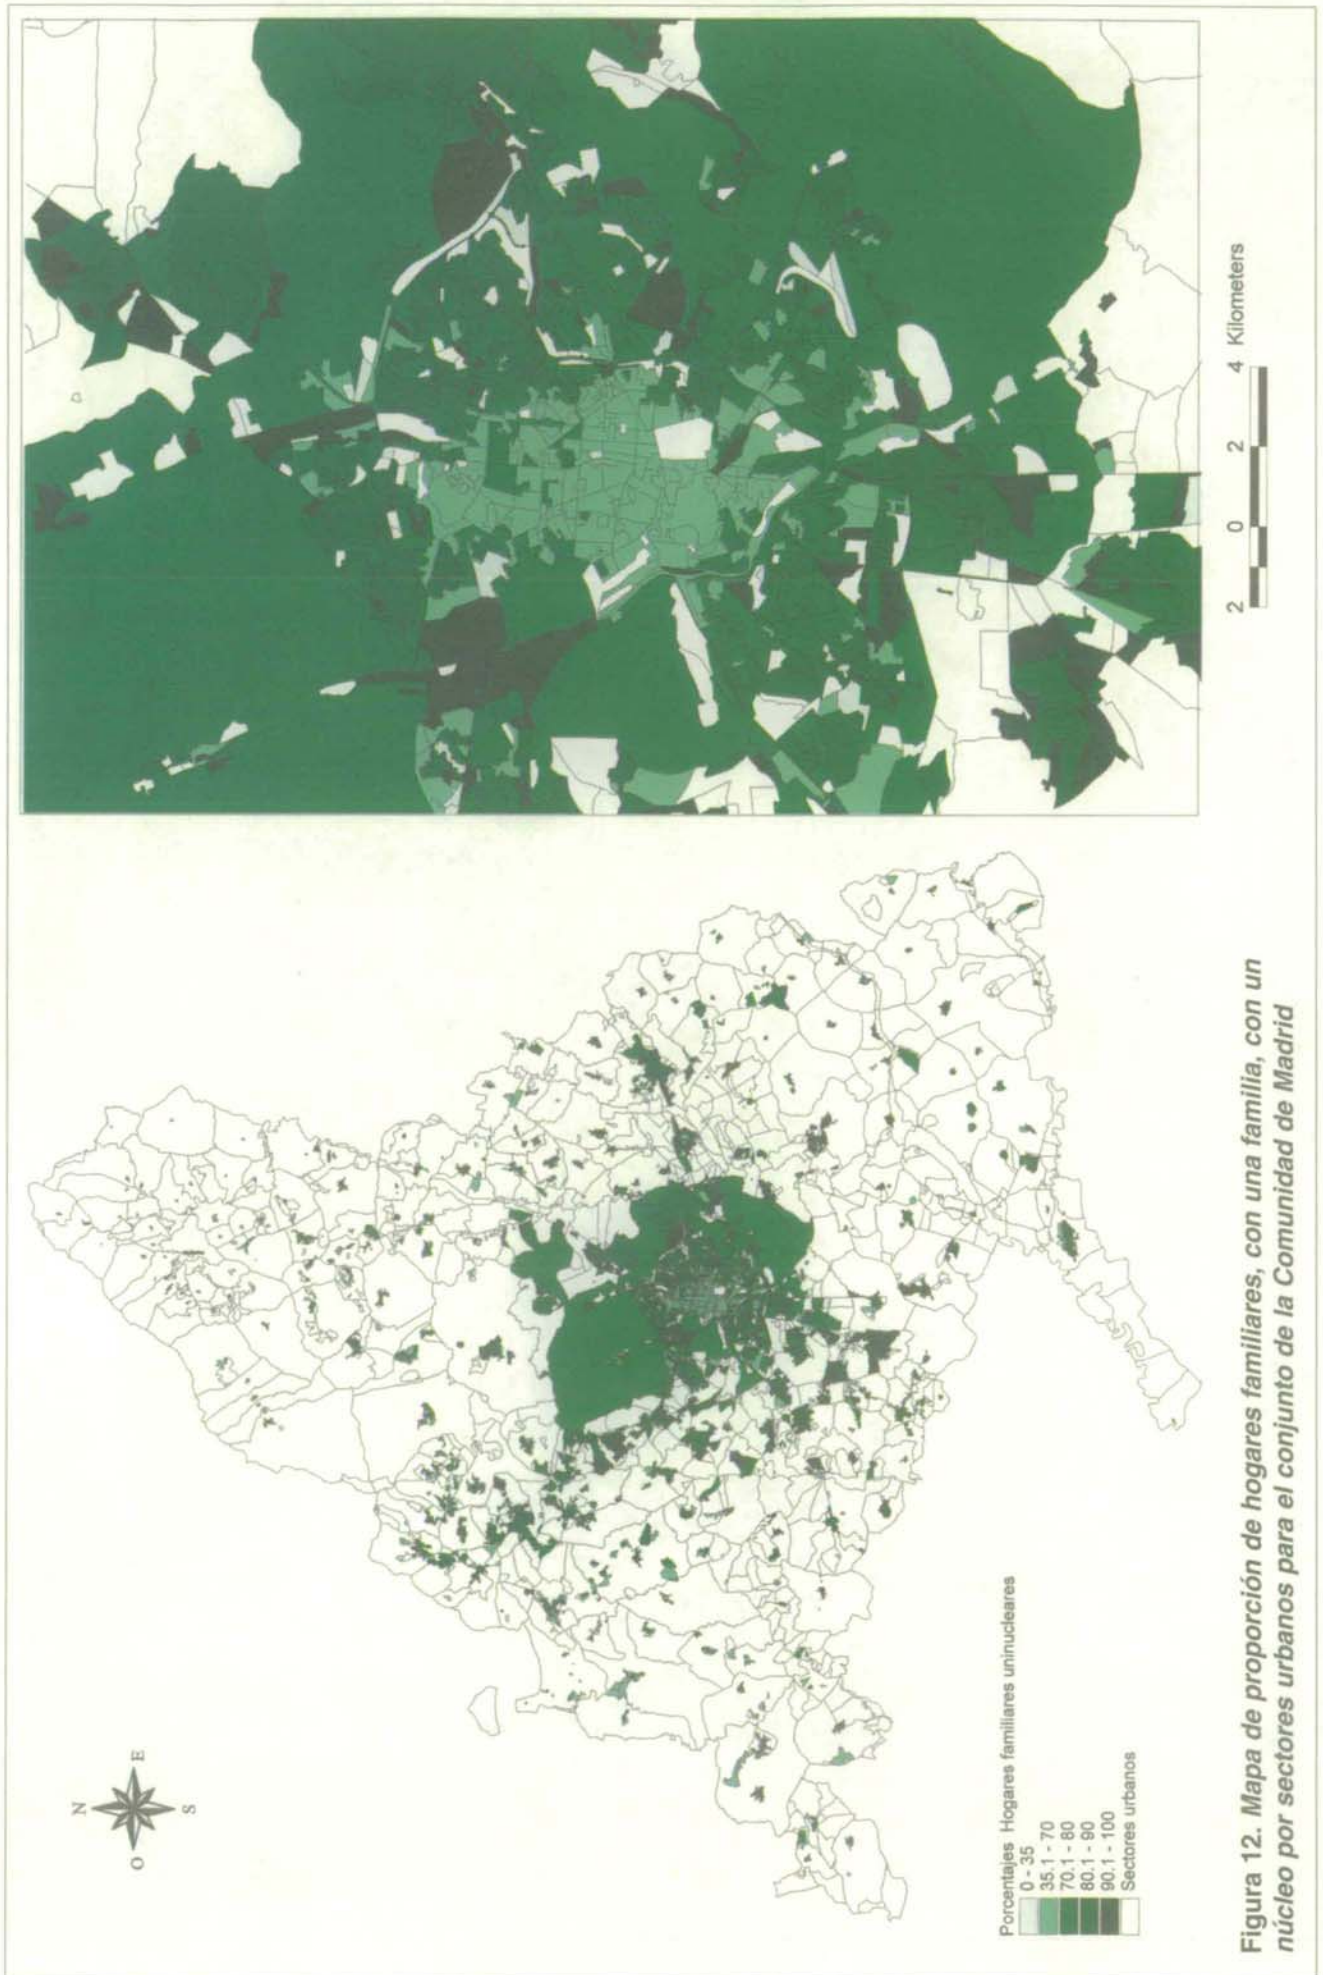 N
O
E
S
Porcentajes Hogares familiares uninucleares
0 - 35
35.1 - 70
70.1 - 80
80.1 - 90
90.1 - 100
Sectores urbanos
2 0 2 4 Kilometers
Figura 12. Mapa de proporción de hogares familiares, con una familia, con un
núcleo por sectores urbanos para el conjunto de la Comunidad de Madrid